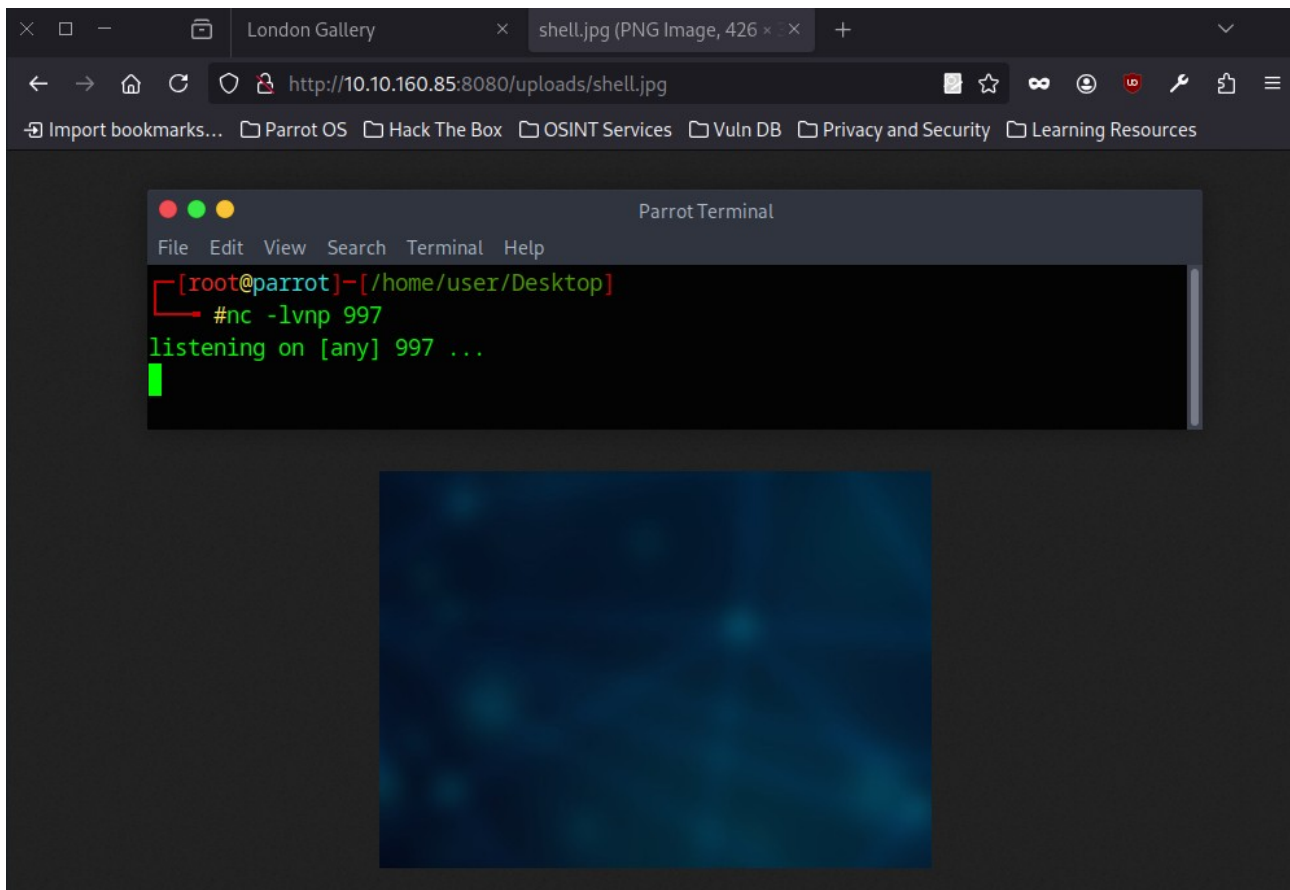 London Gallery
shell.jpg (PNG Image, 426 ×
http://10.10.160.85:8080/uploads/shell.jpg
Import bookmarks... Parrot OS Hack The Box OSINT Services Vuln DB Privacy and Security Learning Resources
Parrot Terminal
File Edit View Search Terminal Help
[root@parrot]-[/home/user/Desktop]
#nc -lvnp 997
listening on [any] 997 ...